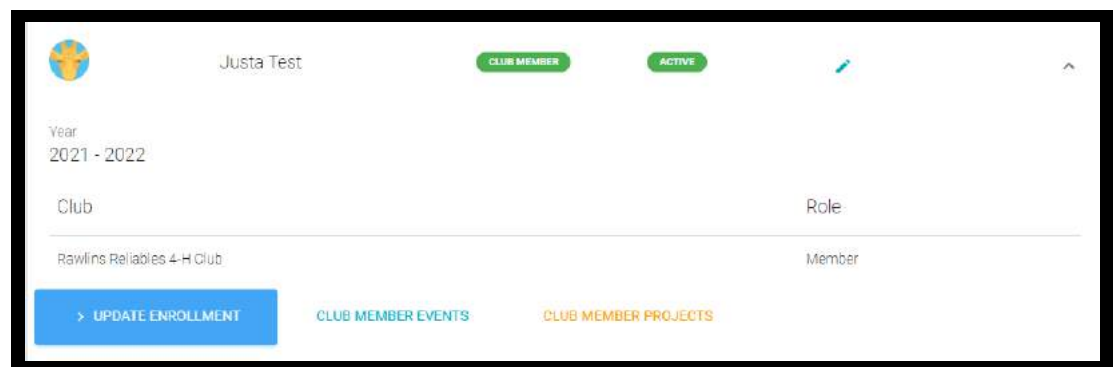 Justa Test
CLUB MEMBER
ACTIVE
Year
2021 - 2022
Club
Role
Rawlins Reliables 4-H Club
Member
> UPDATE ENROLLMENT
CLUB MEMBER EVENTS
CLUB MEMBER PROJECTS